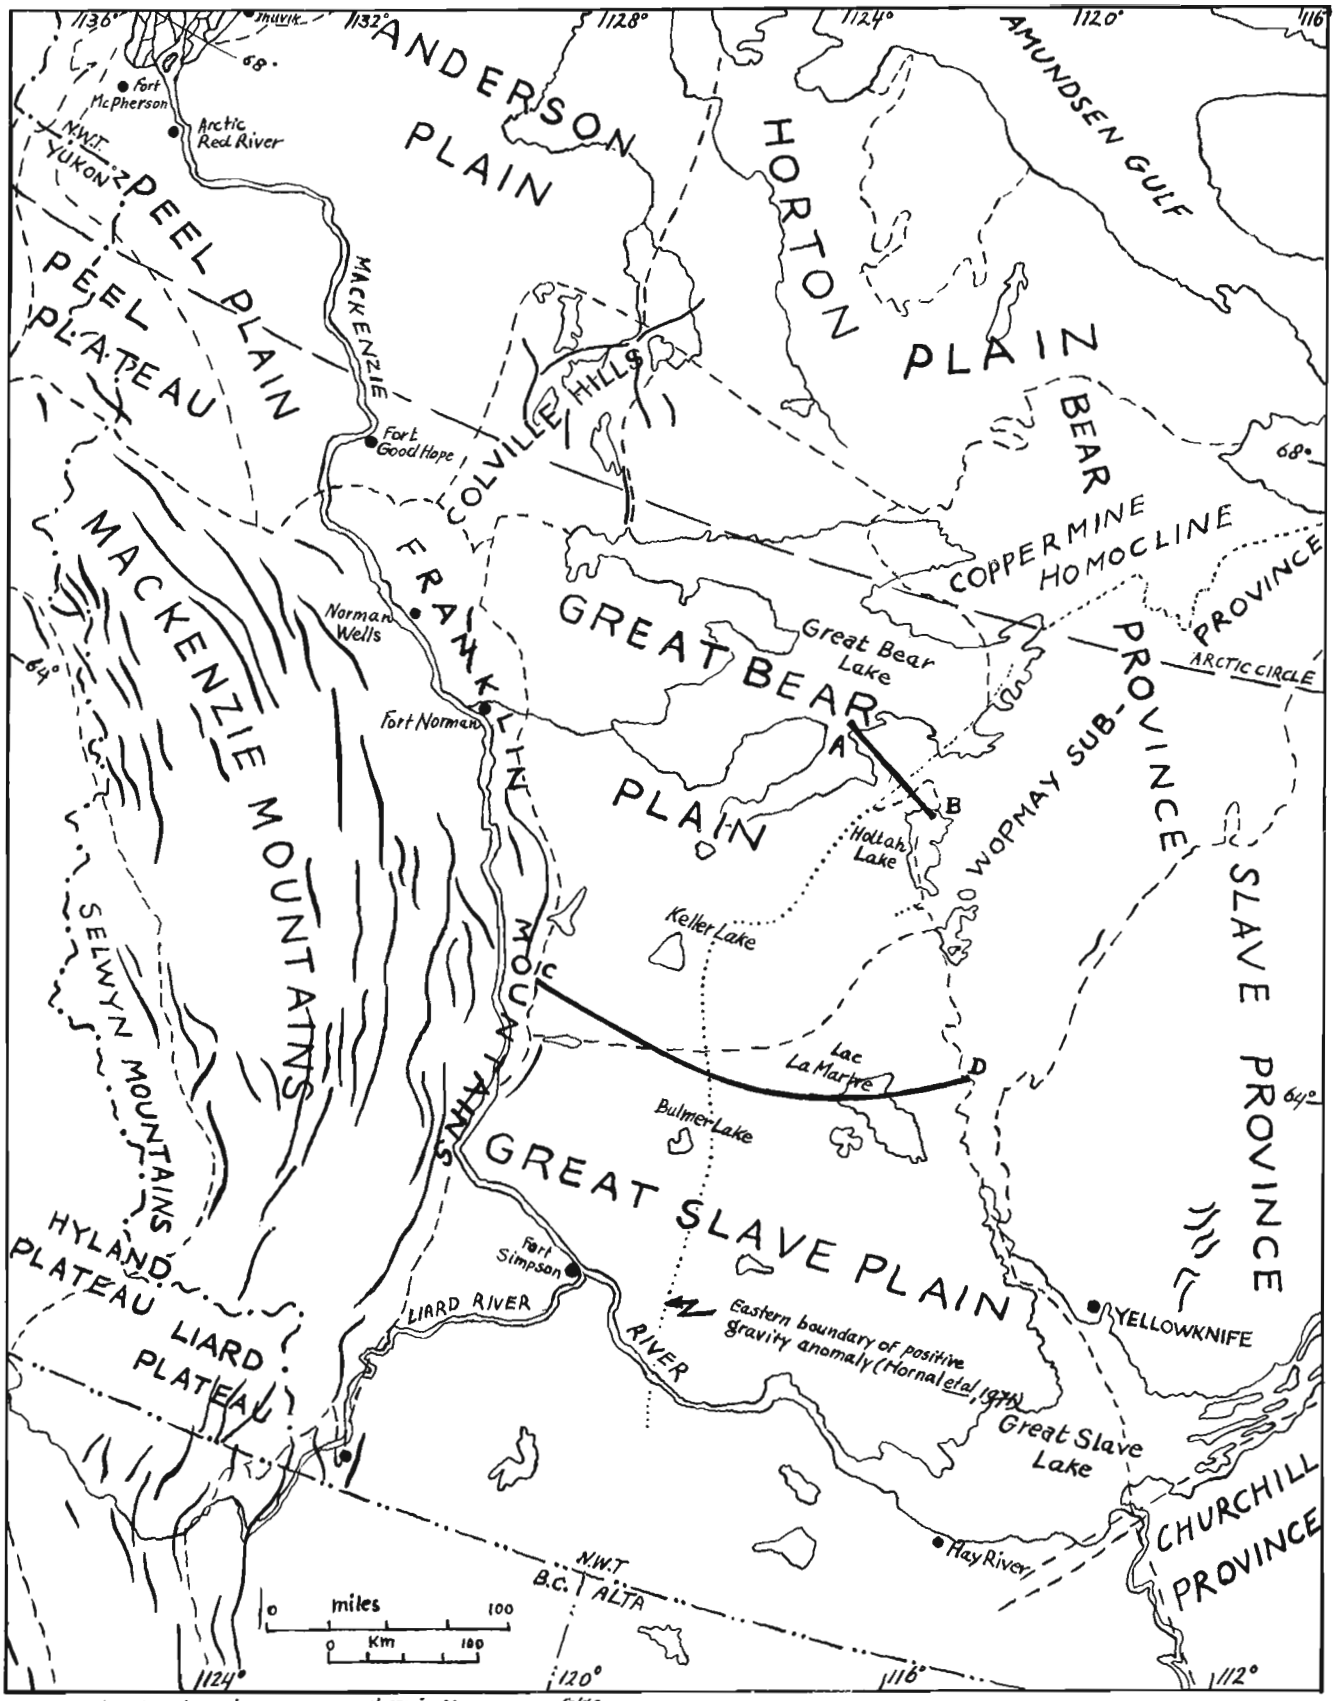 136°
132°
128°
124°
120°
116°
Inuvik
68°
Fort
McPherson
Arctic
Red River
N.W.T.
YUKON
ANDERSON
PLAIN
HORTON
PLAIN
AMUNDSEN GULF
PEEL PLAIN
PEEL
PLATEAU
MACKENZIE
Fort
Good Hope
COLVILLE HILLS
BEAR
68°
COPPERMINE
HOMOCLINE
PROVINCE
ARCTIC CIRCLE
FRANKLIN
MOUNTAINS
MACKENZIE MOUNTAINS
Norman
Wells
64°
Fort Norman
GREAT BEAR
PLAIN
Great Bear
Lake
A
B
Hottah
Lake
WOPMAY SUB-
PROVINCE
SLAVE PROVINCE
Keller Lake
SELWYN MOUNTAINS
C
D
Lac
La Martre
Bulmer Lake
64°
GREAT SLAVE PLAIN
HYLAND
PLATEAU
LIARD
PLATEAU
Fort
Simpson
LIARD RIVER
RIVER
Eastern boundary of positive
gravity anomaly (Hornal et al, 1976)
YELLOWKNIFE
Great Slave
Lake
CHURCHILL
PROVINCE
Hay River
N.W.T
B.C.
ALTA
miles
0
100
Km
0
100
124°
120°
116°
112°